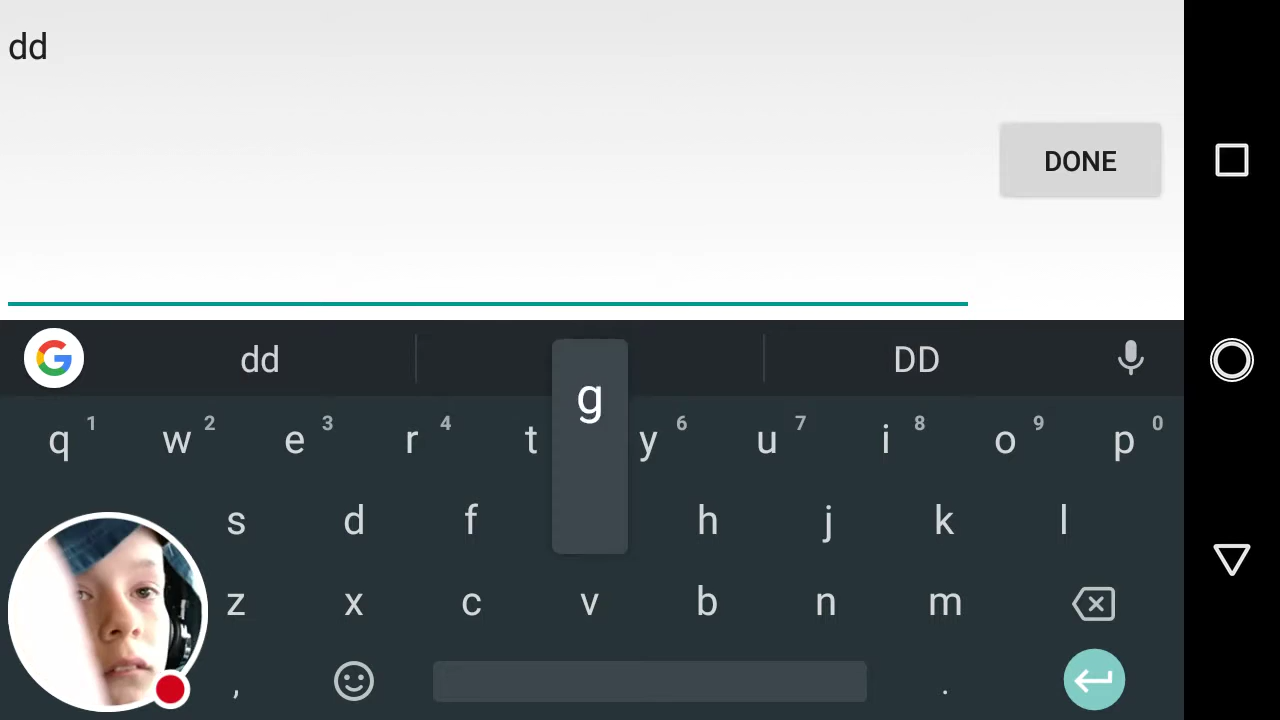 dd
DONE
dd DD
g
q 1 w 2 e 3 r 4 t y 6 u 7 i 8 o 9 p 0
s d f h j k l
z x c v b n m
, .